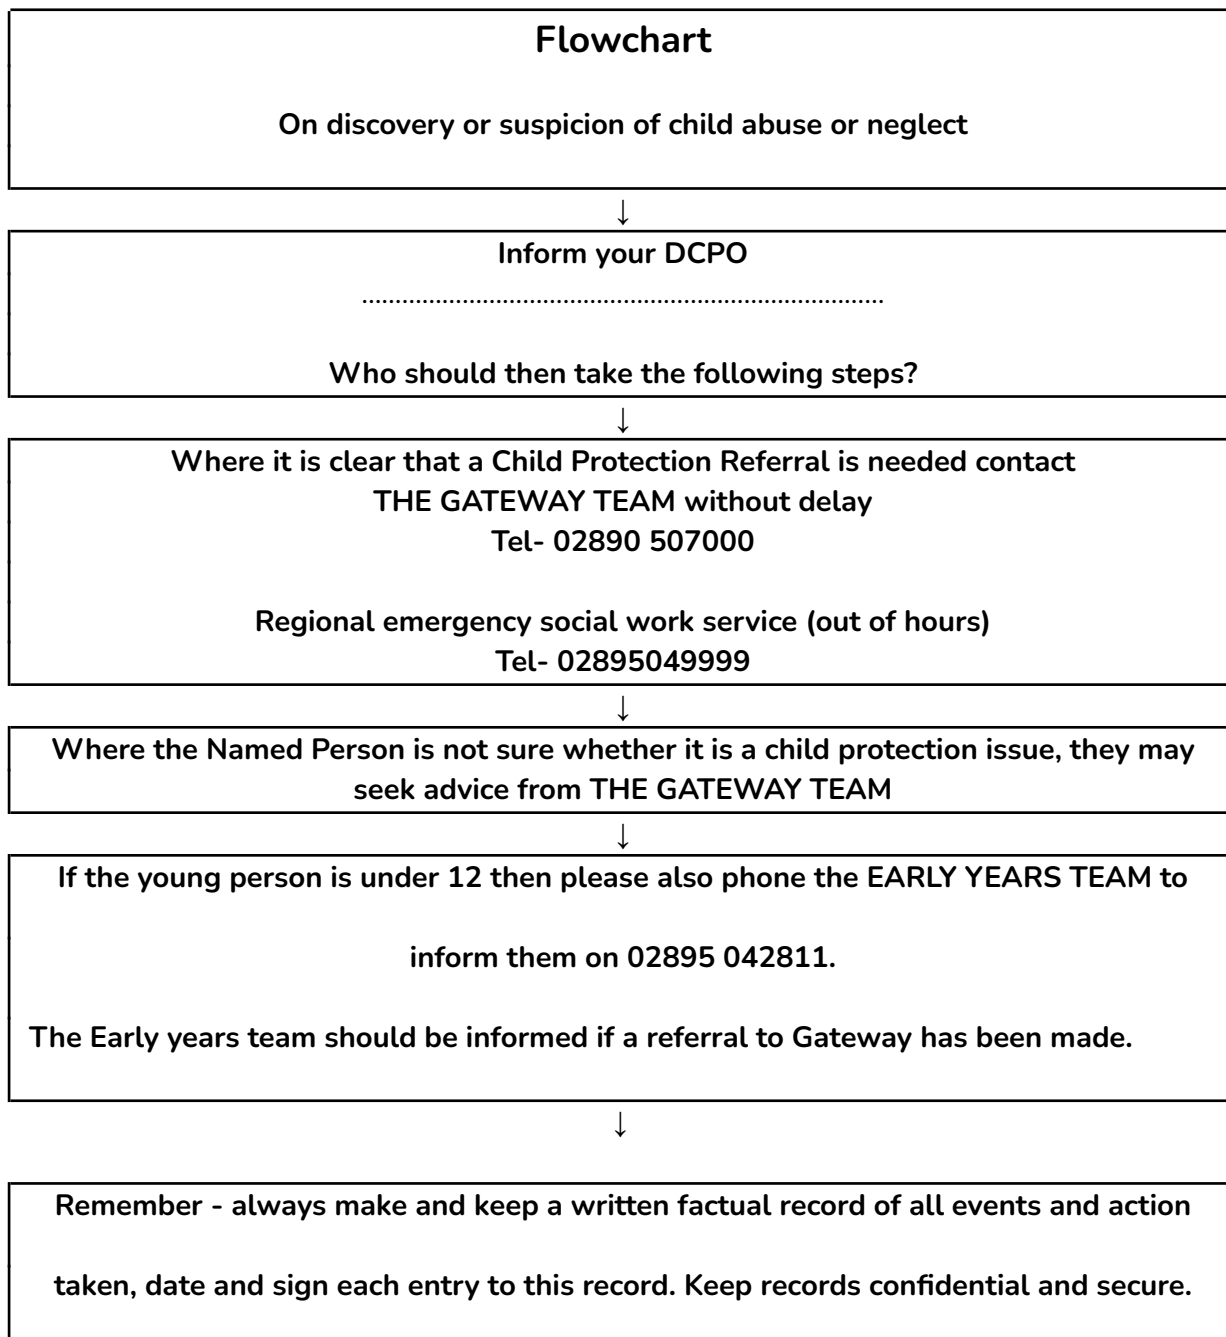 Flowchart
On discovery or suspicion of child abuse or neglect
↓
Inform your DCPO
..............................................................................
Who should then take the following steps?
↓
Where it is clear that a Child Protection Referral is needed contact
THE GATEWAY TEAM without delay
Tel- 02890 507000
Regional emergency social work service (out of hours)
Tel- 02895049999
↓
Where the Named Person is not sure whether it is a child protection issue, they may
seek advice from THE GATEWAY TEAM
↓
If the young person is under 12 then please also phone the EARLY YEARS TEAM to
inform them on 02895 042811.
The Early years team should be informed if a referral to Gateway has been made.
↓
Remember - always make and keep a written factual record of all events and action
taken, date and sign each entry to this record. Keep records confidential and secure.